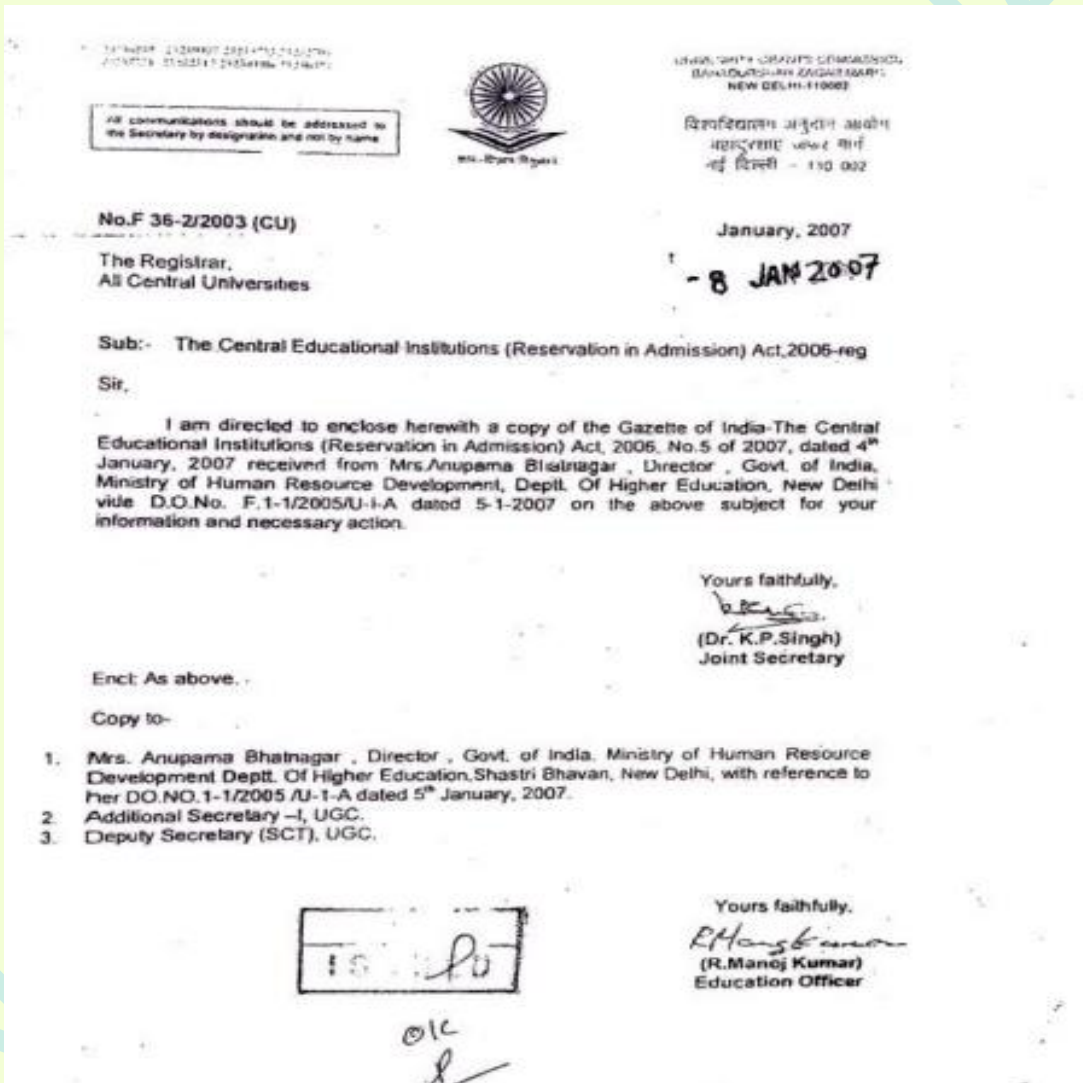 All communications should be addressed to
the Secretary by designation and not by name
NEW DELHI-110002
विश्वविद्यालय अनुदान आयोग
बहादुरशाह जफर मार्ग
नई दिल्ली - 110 002
No.F 36-2/2003 (CU)
January, 2007
The Registrar,
All Central Universities
- 8 JAN 2007
Sub:- The Central Educational Institutions (Reservation in Admission) Act,2006-reg
Sir,
I am directed to enclose herewith a copy of the Gazette of India-The Central
Educational Institutions (Reservation in Admission) Act, 2006, No.5 of 2007, dated 4th
January, 2007 received from Mrs.Anupama Bhatnagar , Director , Govt. of India,
Ministry of Human Resource Development, Deptt. Of Higher Education, New Delhi
vide D.O.No. F.1-1/2005/U-I-A dated 5-1-2007 on the above subject for your
information and necessary action.
Yours faithfully,
(Dr. K.P.Singh)
Joint Secretary
Encl: As above.
Copy to-
1. Mrs. Anupama Bhatnagar , Director , Govt. of India. Ministry of Human Resource
Development Deptt. Of Higher Education,Shastri Bhavan, New Delhi, with reference to
her DO.NO.1-1/2005 /U-1-A dated 5th January, 2007.
2. Additional Secretary –I, UGC.
3. Deputy Secretary (SCT), UGC.
Yours faithfully,
(R.Manoj Kumar)
Education Officer